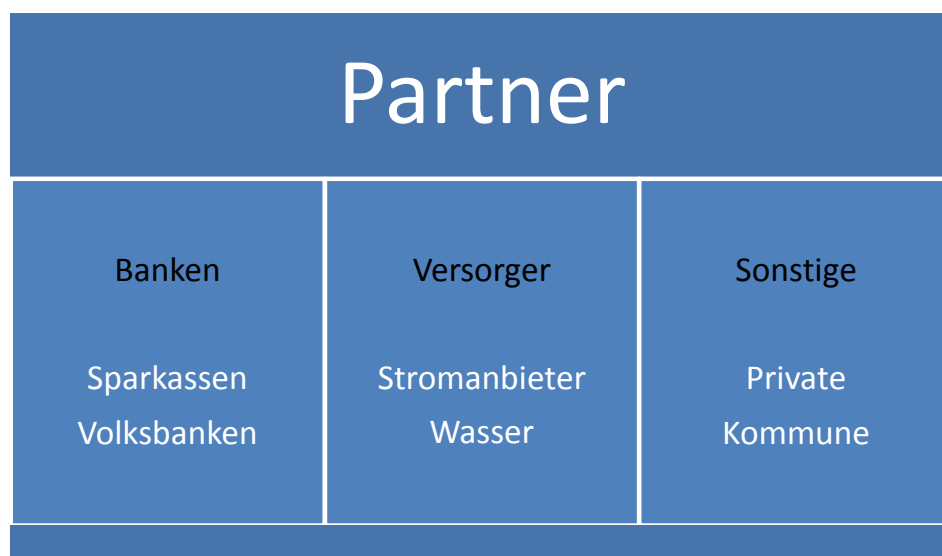 Partner
Banken
Sparkassen
Volksbanken
Versorger
Stromanbieter
Wasser
Sonstige
Private
Kommune